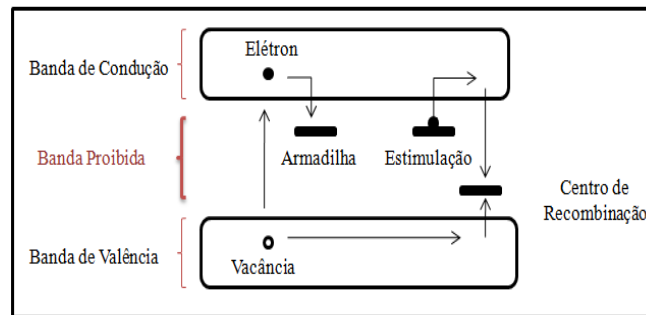 Elétron
Banda de Condução
Banda Proibida
Armadilha
Estimulação
Centro de
Recombinação
Banda de Valência
Vacância